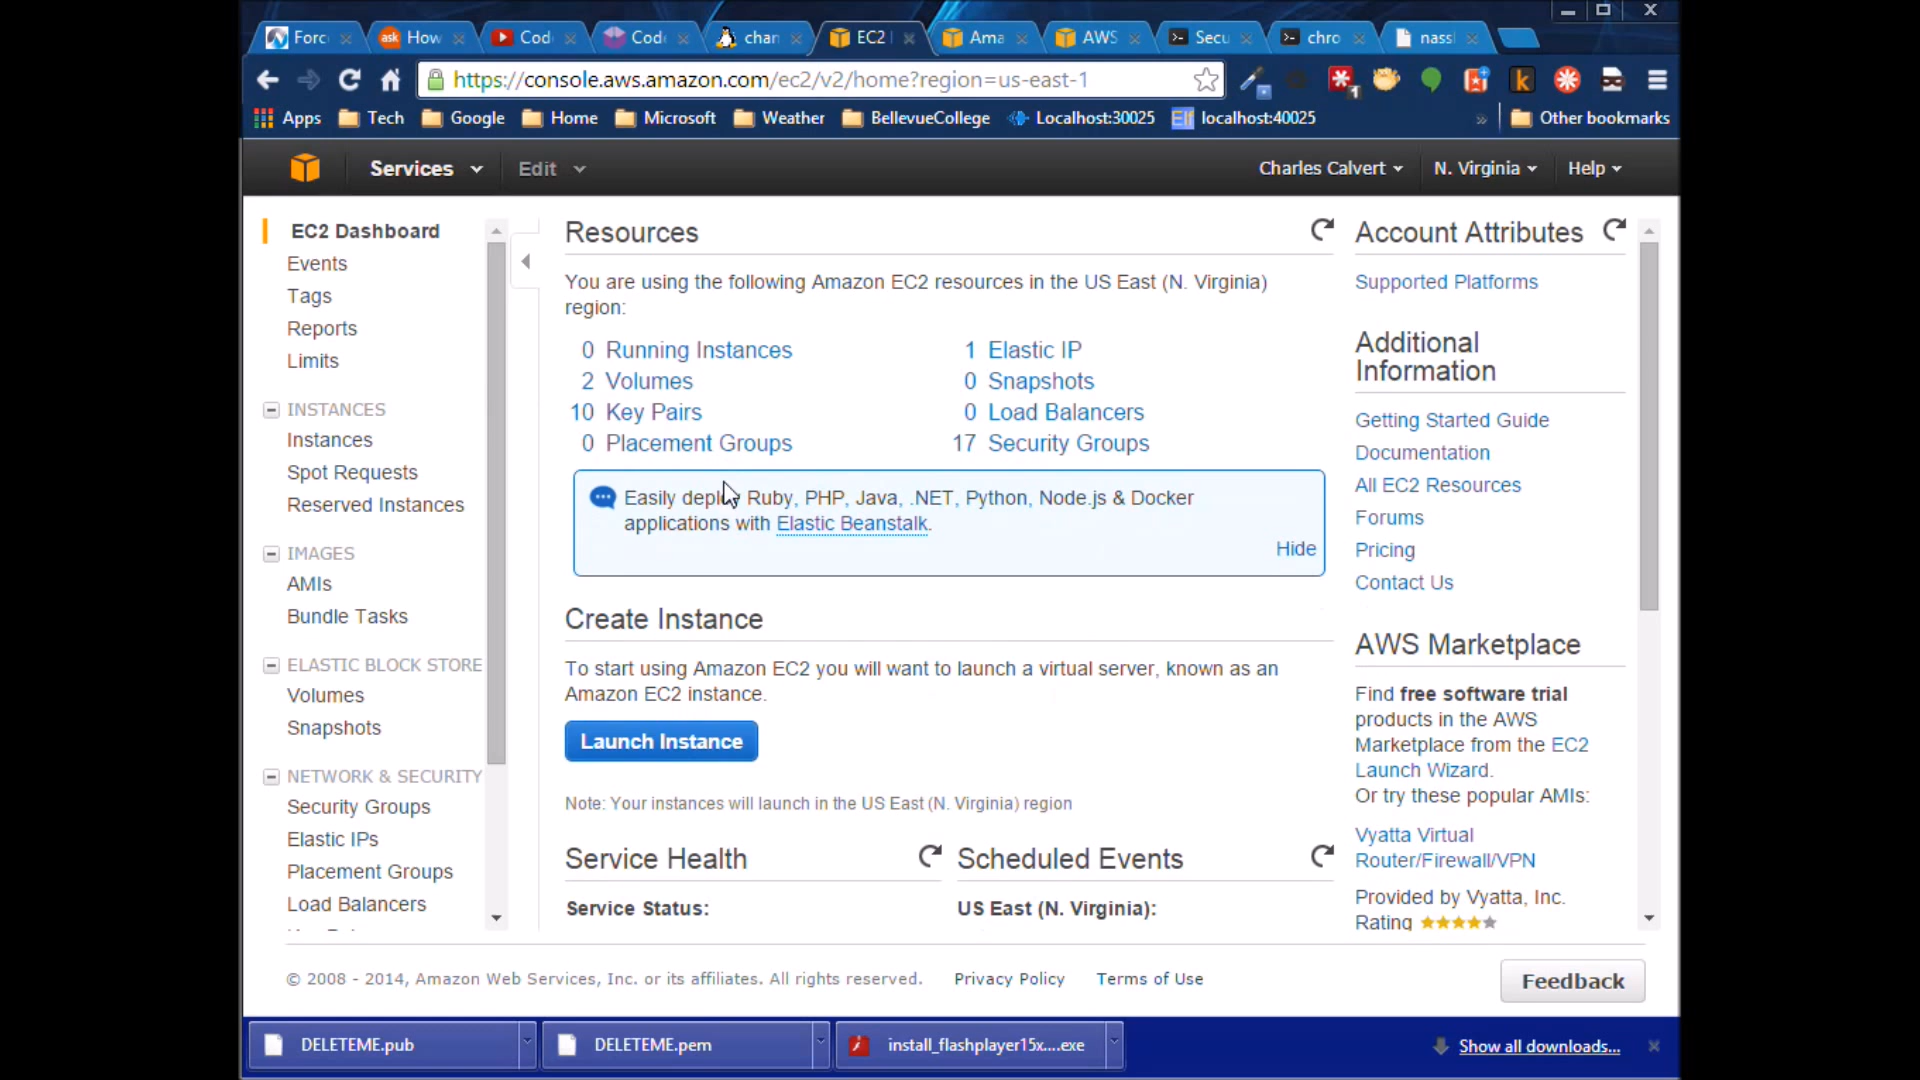 Forc
ask How
Code
Code
chan
EC2
Ama
AWS
Secu
chro
nassl
https://console.aws.amazon.com/ec2/v2/home?region=us-east-1
1
Apps Tech Google Home Microsoft Weather BellevueCollege Localhost:30025 localhost:40025 » Other bookmarks
Services Edit Charles Calvert N. Virginia Help
EC2 Dashboard
Events
Tags
Reports
Limits
INSTANCES
Instances
Spot Requests
Reserved Instances
IMAGES
AMIs
Bundle Tasks
ELASTIC BLOCK STORE
Volumes
Snapshots
NETWORK & SECURITY
Security Groups
Elastic IPs
Placement Groups
Load Balancers
Resources
You are using the following Amazon EC2 resources in the US East (N. Virginia)
region:
0 Running Instances 1 Elastic IP
2 Volumes 0 Snapshots
10 Key Pairs 0 Load Balancers
0 Placement Groups 17 Security Groups
Easily deploy Ruby, PHP, Java, .NET, Python, Node.js & Docker
applications with Elastic Beanstalk.
Hide
Create Instance
To start using Amazon EC2 you will want to launch a virtual server, known as an
Amazon EC2 instance.
Launch Instance
Note: Your instances will launch in the US East (N. Virginia) region
Service Health
Service Status:
Scheduled Events
US East (N. Virginia):
Account Attributes
Supported Platforms
Additional
Information
Getting Started Guide
Documentation
All EC2 Resources
Forums
Pricing
Contact Us
AWS Marketplace
Find free software trial
products in the AWS
Marketplace from the EC2
Launch Wizard.
Or try these popular AMIs:
Vyatta Virtual
Router/Firewall/VPN
Provided by Vyatta, Inc.
Rating
© 2008 - 2014, Amazon Web Services, Inc. or its affiliates. All rights reserved. Privacy Policy Terms of Use
Feedback
DELETEME.pub DELETEME.pem install_flashplayer15x....exe Show all downloads...